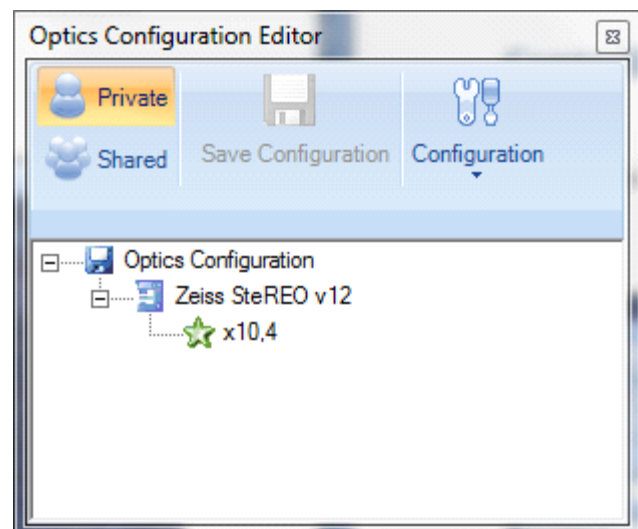 Optics Configuration Editor
Private
Shared
Save Configuration
Configuration
Optics Configuration
Zeiss SteREO v12
x10,4